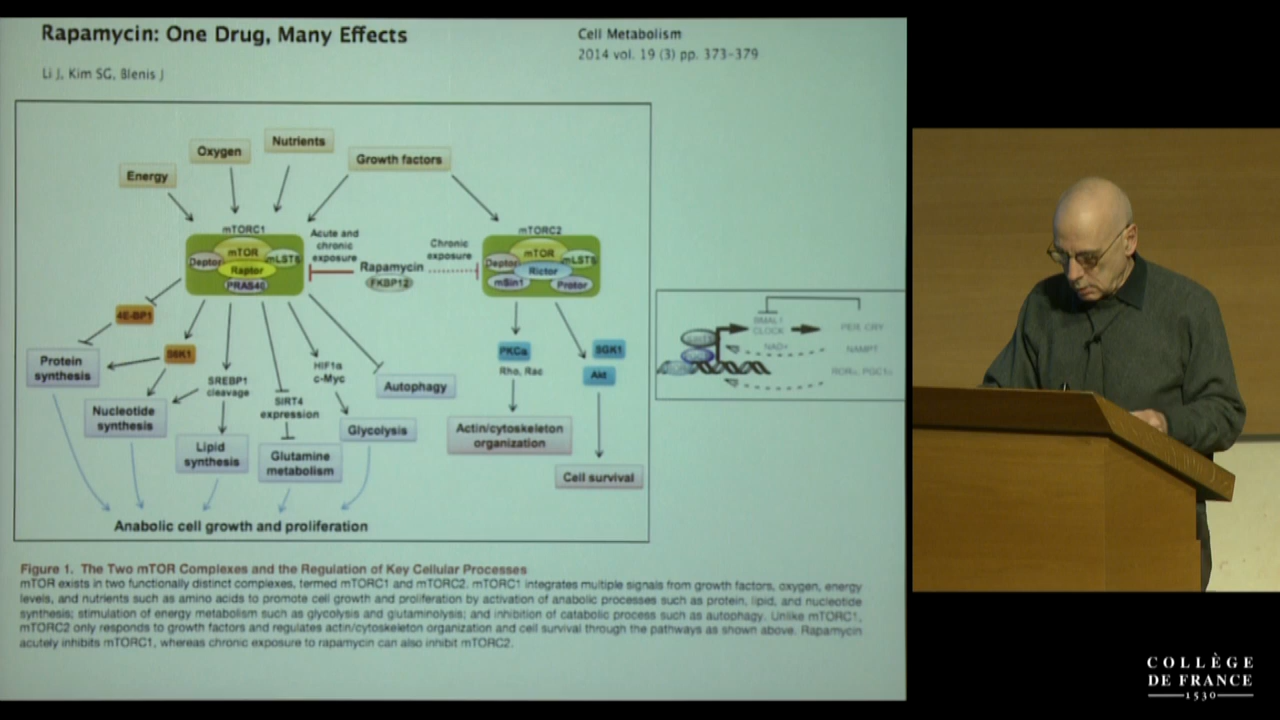 Rapamycin: One Drug, Many Effects
Cell Metabolism
2014 vol. 19 (3) pp. 373-379
Li J, Kim SG, Blenis J
Nutrients
Oxygen
Growth factors
Energy
mTORC1
mTOR
Deptor
mLST8
Raptor
PRAS40
Acute and
chronic
exposure
Rapamycin
FKBP12
Chronic
exposure
mTORC2
mTOR
Deptor
mLST8
Rictor
mSin1
Protor
4E-BP1
S6K1
Protein
synthesis
Nucleotide
synthesis
SREBP1
cleavage
Lipid
synthesis
SIRT4
expression
Glutamine
metabolism
HIF1α
c-Myc
Glycolysis
Autophagy
PKCα
Rho, Rac
Actin/cytoskeleton
organization
SGK1
Akt
Cell survival
Anabolic cell growth and proliferation
BMAL1
CLOCK
PER, CRY
NAD+
NAMPT
Figure 1. The Two mTOR Complexes and the Regulation of Key Cellular Processes
mTOR exists in two functionally distinct complexes, termed mTORC1 and mTORC2. mTORC1 integrates multiple signals from growth factors, oxygen, energy
levels, and nutrients such as amino acids to promote cell growth and proliferation by activation of anabolic processes such as protein, lipid, and nucleotide
synthesis; stimulation of energy metabolism such as glycolysis and glutaminolysis; and inhibition of catabolic process such as autophagy. Unlike mTORC1,
mTORC2 only responds to growth factors and regulates actin/cytoskeleton organization and cell survival through the pathways as shown above. Rapamycin
acutely inhibits mTORC1, whereas chronic exposure to rapamycin can also inhibit mTORC2.
COLLÈGE
DE FRANCE
1530